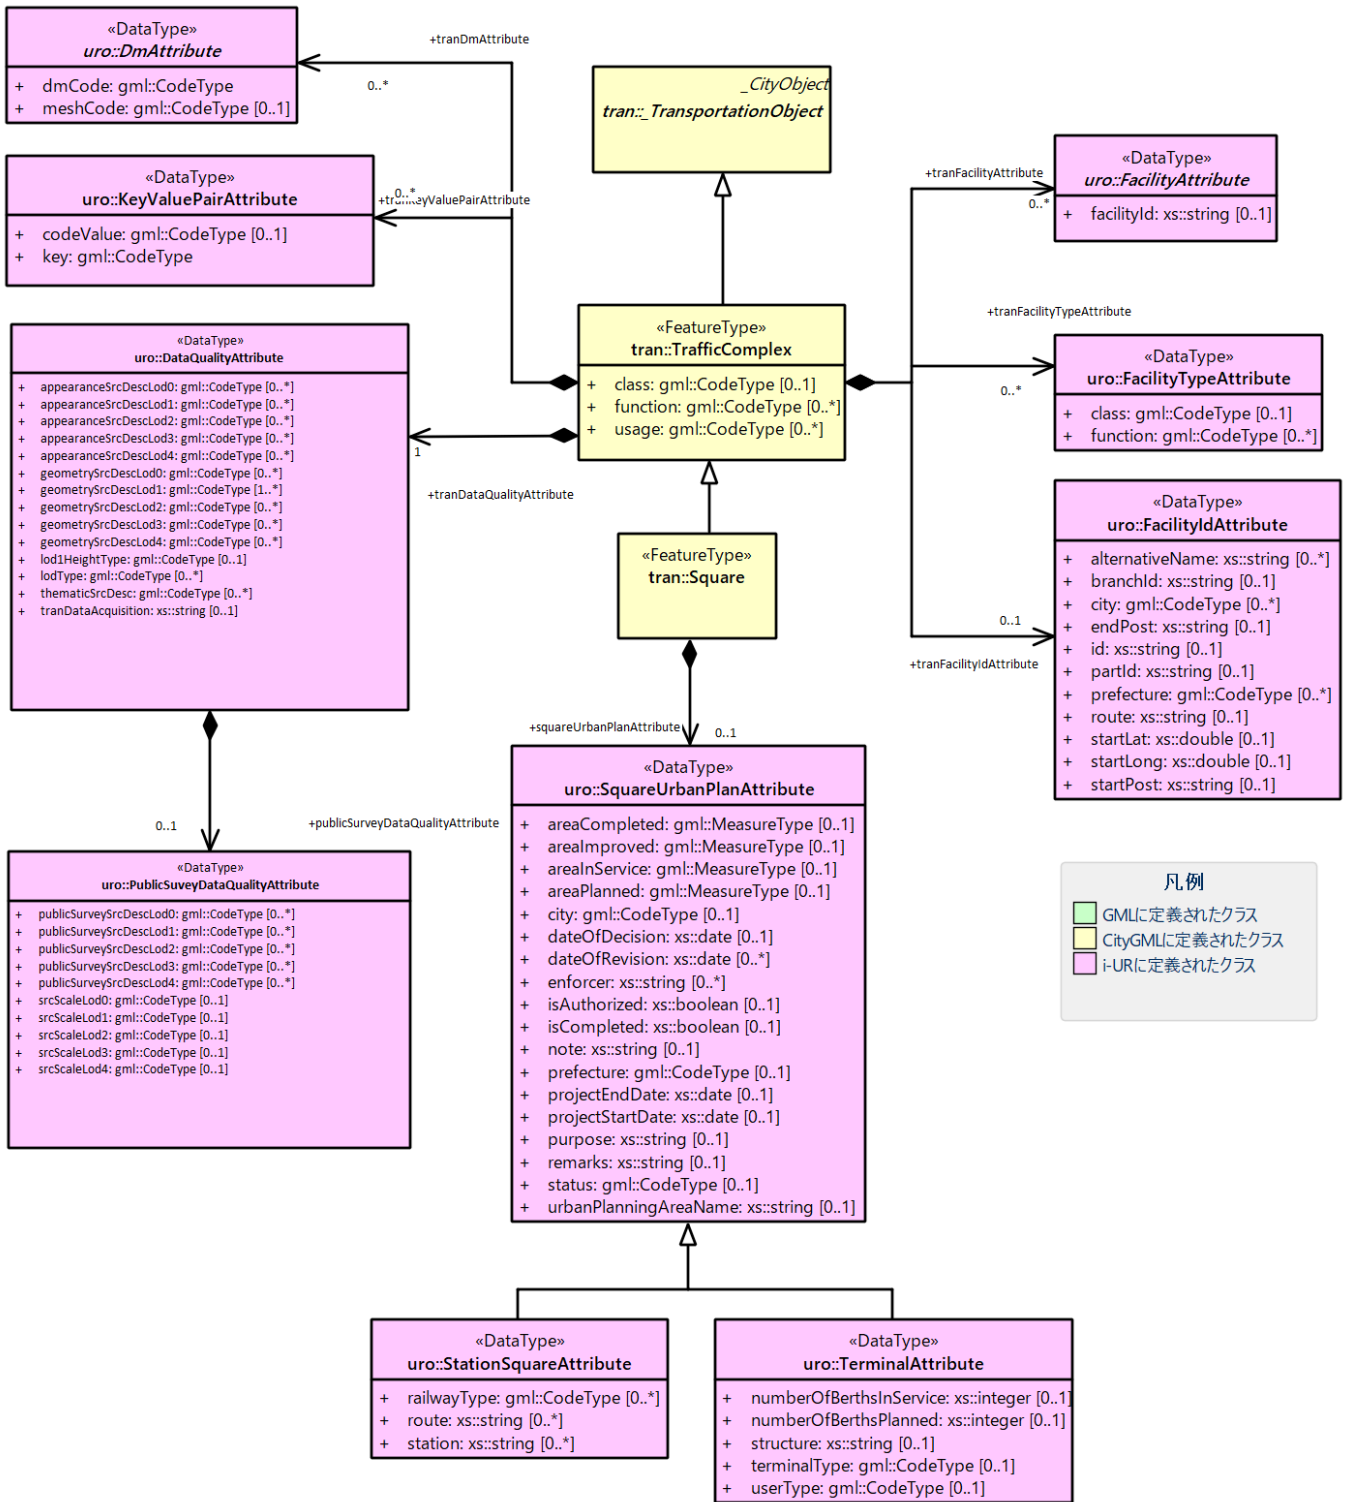 «DataType»
uro::DmAttribute
+ dmCode: gml::CodeType
+ meshCode: gml::CodeType [0..1]
+tranDmAttribute
0..*
_CityObject
tran::_TransportationObject
«DataType»
uro::KeyValuePairAttribute
+ codeValue: gml::CodeType [0..1]
+ key: gml::CodeType
0..*
+tranKeyValuePairAttribute
«DataType»
uro::FacilityAttribute
+ facilityId: xs::string [0..1]
+tranFacilityAttribute
0..*
«FeatureType»
tran::TrafficComplex
+ class: gml::CodeType [0..1]
+ function: gml::CodeType [0..*]
+ usage: gml::CodeType [0..*]
+tranFacilityTypeAttribute
0..*
«DataType»
uro::FacilityTypeAttribute
+ class: gml::CodeType [0..1]
+ function: gml::CodeType [0..*]
«DataType»
uro::DataQualityAttribute
+ appearanceSrcDescLod0: gml::CodeType [0..*]
+ appearanceSrcDescLod1: gml::CodeType [0..*]
+ appearanceSrcDescLod2: gml::CodeType [0..*]
+ appearanceSrcDescLod3: gml::CodeType [0..*]
+ appearanceSrcDescLod4: gml::CodeType [0..*]
+ geometrySrcDescLod0: gml::CodeType [0..*]
+ geometrySrcDescLod1: gml::CodeType [1..*]
+ geometrySrcDescLod2: gml::CodeType [0..*]
+ geometrySrcDescLod3: gml::CodeType [0..*]
+ geometrySrcDescLod4: gml::CodeType [0..*]
+ lod1HeightType: gml::CodeType [0..1]
+ lodType: gml::CodeType [0..*]
+ thematicSrcDesc: gml::CodeType [0..*]
+ tranDataAcquisition: xs::string [0..1]
1
+tranDataQualityAttribute
«FeatureType»
tran::Square
«DataType»
uro::FacilityIdAttribute
+ alternativeName: xs::string [0..*]
+ branchId: xs::string [0..1]
+ city: gml::CodeType [0..*]
+ endPost: xs::string [0..1]
+ id: xs::string [0..1]
+ partId: xs::string [0..1]
+ prefecture: gml::CodeType [0..*]
+ route: xs::string [0..1]
+ startLat: xs::double [0..1]
+ startLong: xs::double [0..1]
+ startPost: xs::string [0..1]
0..1
+tranFacilityIdAttribute
+squareUrbanPlanAttribute
0..1
0..1
+publicSurveyDataQualityAttribute
«DataType»
uro::PublicSuveyDataQualityAttribute
+ publicSurveySrcDescLod0: gml::CodeType [0..*]
+ publicSurveySrcDescLod1: gml::CodeType [0..*]
+ publicSurveySrcDescLod2: gml::CodeType [0..*]
+ publicSurveySrcDescLod3: gml::CodeType [0..*]
+ publicSurveySrcDescLod4: gml::CodeType [0..*]
+ srcScaleLod0: gml::CodeType [0..1]
+ srcScaleLod1: gml::CodeType [0..1]
+ srcScaleLod2: gml::CodeType [0..1]
+ srcScaleLod3: gml::CodeType [0..1]
+ srcScaleLod4: gml::CodeType [0..1]
«DataType»
uro::SquareUrbanPlanAttribute
+ areaCompleted: gml::MeasureType [0..1]
+ areaImproved: gml::MeasureType [0..1]
+ areaInService: gml::MeasureType [0..1]
+ areaPlanned: gml::MeasureType [0..1]
+ city: gml::CodeType [0..1]
+ dateOfDecision: xs::date [0..1]
+ dateOfRevision: xs::date [0..*]
+ enforcer: xs::string [0..*]
+ isAuthorized: xs::boolean [0..1]
+ isCompleted: xs::boolean [0..1]
+ note: xs::string [0..1]
+ prefecture: gml::CodeType [0..1]
+ projectEndDate: xs::date [0..1]
+ projectStartDate: xs::date [0..1]
+ purpose: xs::string [0..1]
+ remarks: xs::string [0..1]
+ status: gml::CodeType [0..1]
+ urbanPlanningAreaName: xs::string [0..1]
凡例
GMLに定義されたクラス
CityGMLに定義されたクラス
i-URに定義されたクラス
«DataType»
uro::StationSquareAttribute
+ railwayType: gml::CodeType [0..*]
+ route: xs::string [0..*]
+ station: xs::string [0..*]
«DataType»
uro::TerminalAttribute
+ numberOfBerthsInService: xs::integer [0..1]
+ numberOfBerthsPlanned: xs::integer [0..1]
+ structure: xs::string [0..1]
+ terminalType: gml::CodeType [0..1]
+ userType: gml::CodeType [0..1]